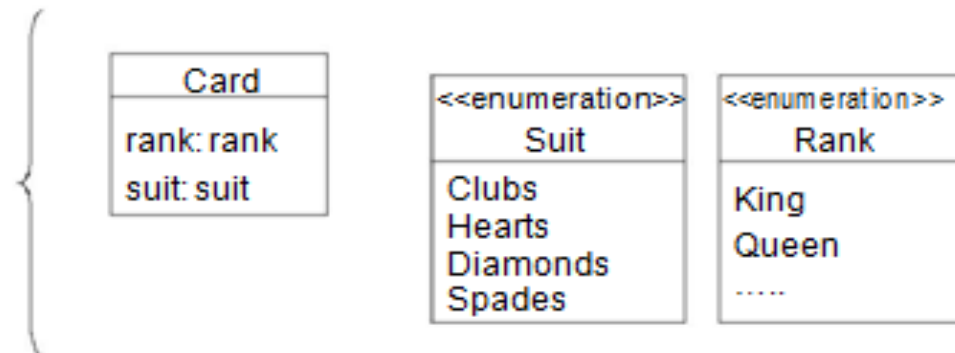 Card
rank: rank
suit: suit
<<enumeration>>
Suit
Clubs
Hearts
Diamonds
Spades
<<enumeration>>
Rank
King
Queen
.....